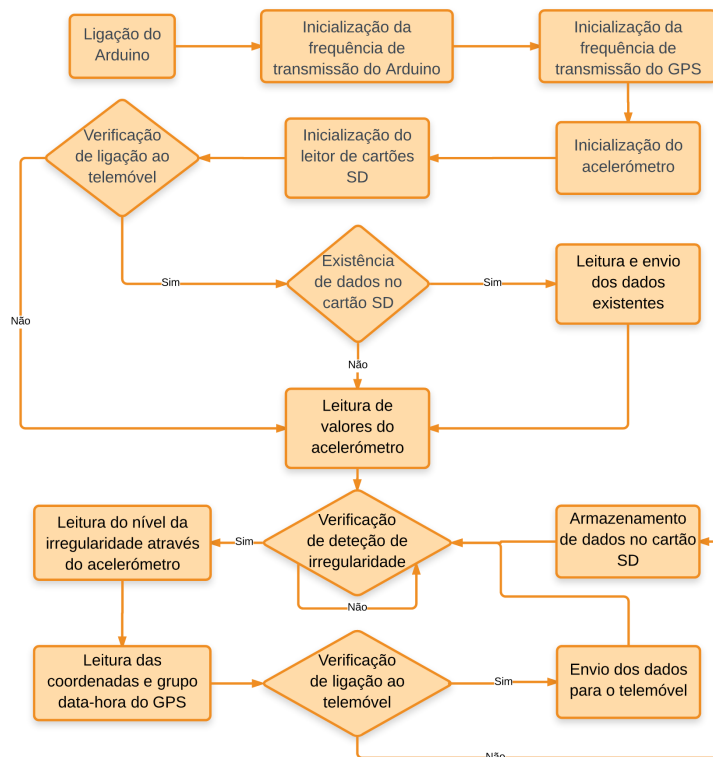 Ligação do
Arduino
Inicialização da
frequência de
transmissão do Arduino
Inicialização da
frequência de
transmissão do GPS
Verificação
de ligação ao
telemóvel
Inicialização do
leitor de cartões
SD
Inicialização do
acelerómetro
Sim
Existência
de dados no
cartão SD
Sim
Leitura e envio
dos dados
existentes
Não
Não
Leitura de
valores do
acelerómetro
Leitura do nível da
irregularidade através
do acelerómetro
Sim
Verificação
de deteção de
irregularidade
Não
Armazenamento
de dados no cartão
SD
Leitura das
coordenadas e grupo
data-hora do GPS
Verificação
de ligação ao
telemóvel
Sim
Envio dos dados
para o telemóvel
Não